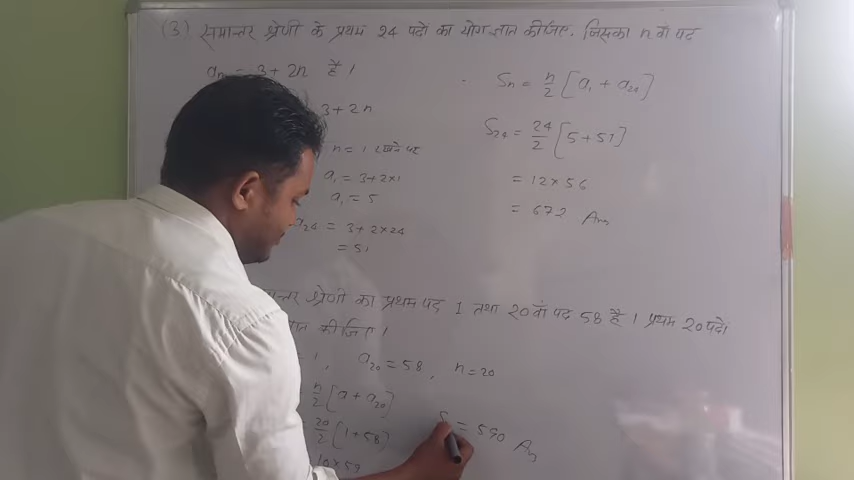 (3) समान्तर श्रेणी के प्रथम 24 पदों का योग ज्ञात कीजिए. जिसका n वाँ पद
an = 3+2n है ।
3+2n
n=1 रखने पर
a₁ = 3+2×1
a₁ = 5
a₂₄ = 3+2×24
= 51
Sn = n/2 [a₁ + a₂₄]
S₂₄ = 24/2 [5+51]
= 12×56
= 672 Ans
न्तर श्रेणी का प्रथम पद 1 तथा 20 वाँ पद 58 है । प्रथम 20 पदों
कीजिए ।
1, a₂₀ = 58, n=20
n/2 [a + a₂₀]
20/2 [1+58]
10×59
S = 590 Ans